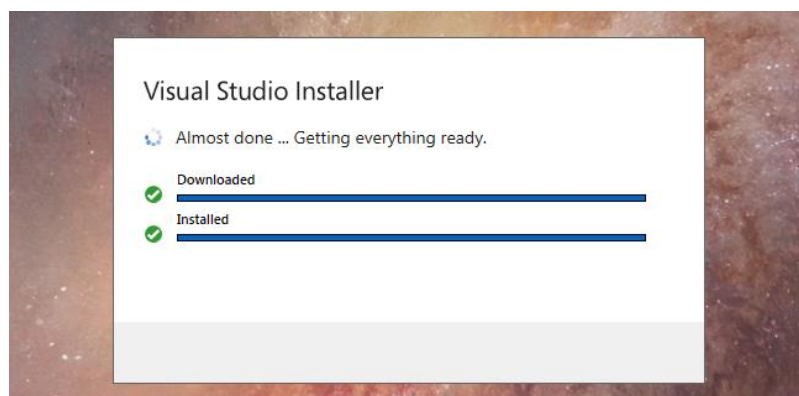 Visual Studio Installer
Almost done ... Getting everything ready.
Downloaded
Installed